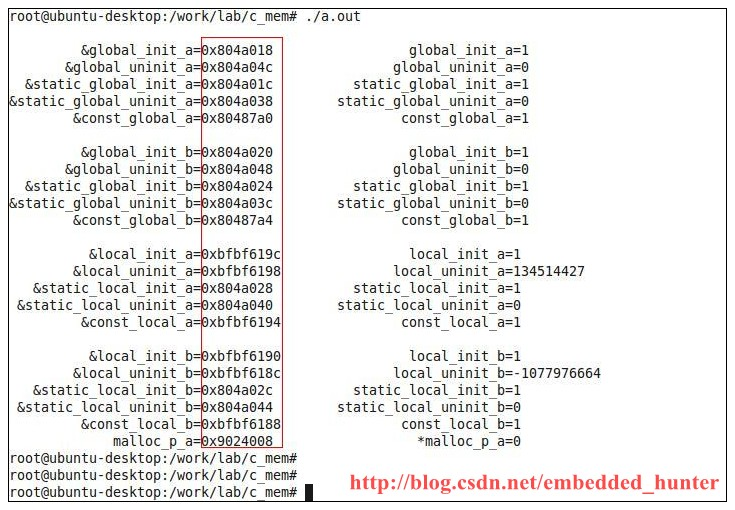 root@ubuntu-desktop:/work/lab/c_mem# ./a.out
&global_init_a=0x804a018 global_init_a=1
&global_uninit_a=0x804a04c global_uninit_a=0
&static_global_init_a=0x804a01c static_global_init_a=1
&static_global_uninit_a=0x804a038 static_global_uninit_a=0
&const_global_a=0x80487a0 const_global_a=1
&global_init_b=0x804a020 global_init_b=1
&global_uninit_b=0x804a048 global_uninit_b=0
&static_global_init_b=0x804a024 static_global_init_b=1
&static_global_uninit_b=0x804a03c static_global_uninit_b=0
&const_global_b=0x80487a4 const_global_b=1
&local_init_a=0xbfbf619c local_init_a=1
&local_uninit_a=0xbfbf6198 local_uninit_a=134514427
&static_local_init_a=0x804a028 static_local_init_a=1
&static_local_uninit_a=0x804a040 static_local_uninit_a=0
&const_local_a=0xbfbf6194 const_local_a=1
&local_init_b=0xbfbf6190 local_init_b=1
&local_uninit_b=0xbfbf618c local_uninit_b=-1077976664
&static_local_init_b=0x804a02c static_local_init_b=1
&static_local_uninit_b=0x804a044 static_local_uninit_b=0
&const_local_b=0xbfbf6188 const_local_b=1
malloc_p_a=0x9024008 *malloc_p_a=0
root@ubuntu-desktop:/work/lab/c_mem#
root@ubuntu-desktop:/work/lab/c_mem#
root@ubuntu-desktop:/work/lab/c_mem#
http://blog.csdn.net/embedded_hunter